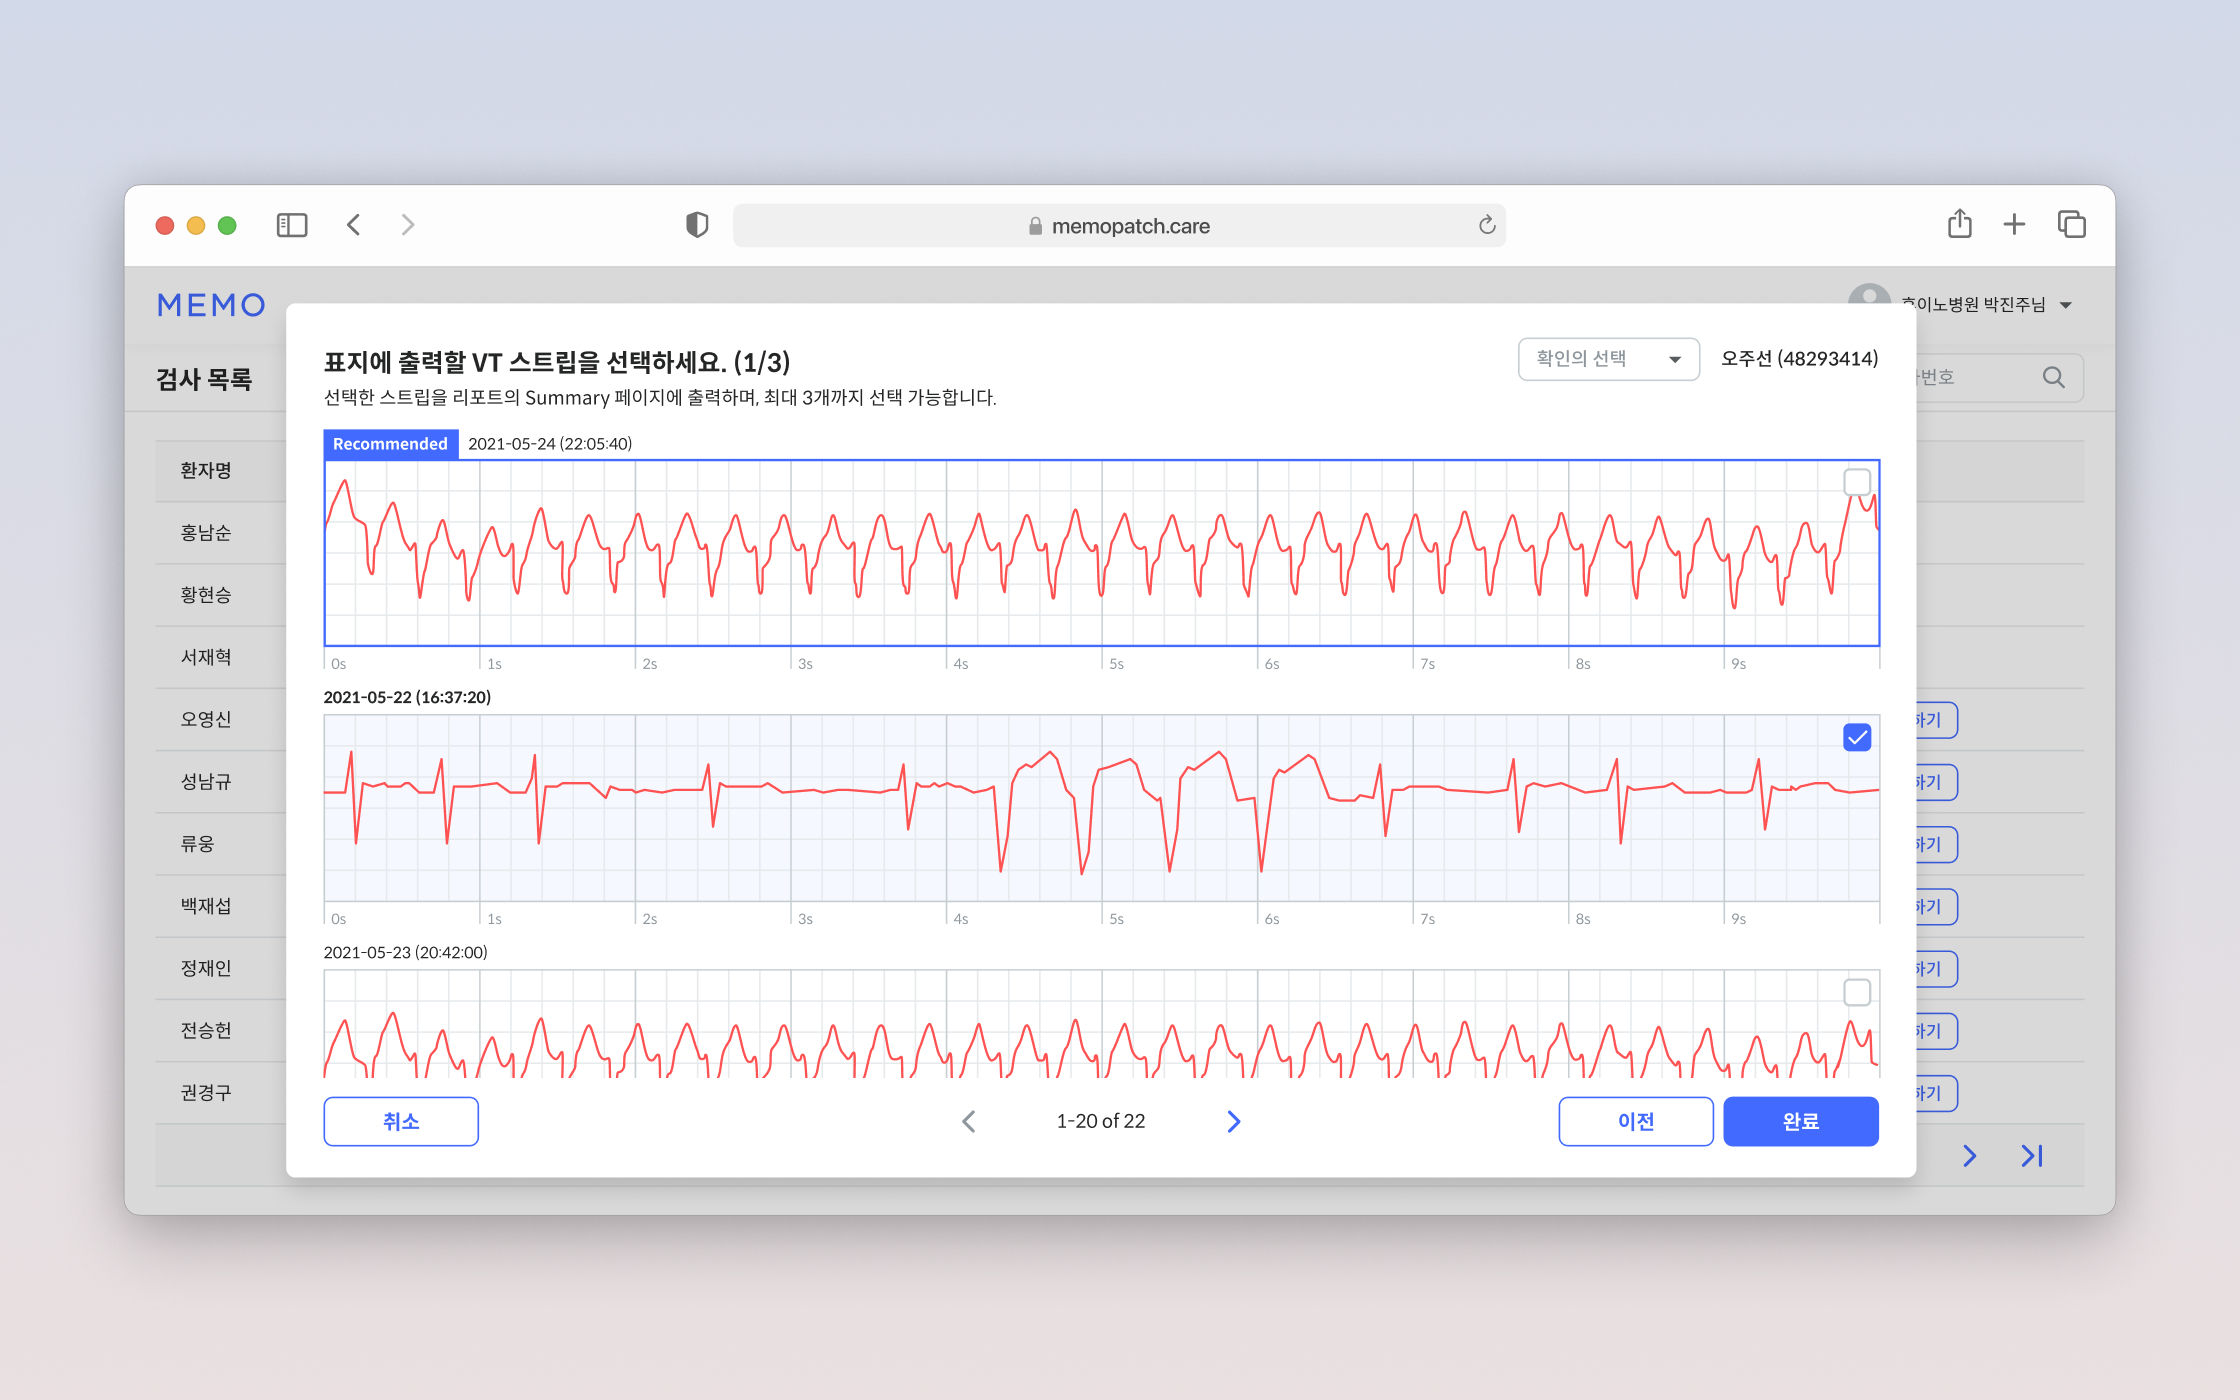 memopatch.care
MEMO
이노병원 박진주님
검사 목록
번호
환자명
홍남순
황현승
서재혁
오영신
성남규
류웅
백재섭
정재인
전승헌
권경구
표지에 출력할 VT 스트립을 선택하세요. (1/3)
선택한 스트립을 리포트의 Summary 페이지에 출력하며, 최대 3개까지 선택 가능합니다.
확인의 선택
오주선 (48293414)
Recommended 2021-05-24 (22:05:40)
0s 1s 2s 3s 4s 5s 6s 7s 8s 9s
2021-05-22 (16:37:20)
0s 1s 2s 3s 4s 5s 6s 7s 8s 9s
2021-05-23 (20:42:00)
취소
1-20 of 22
이전
완료
하기
하기
하기
하기
하기
하기
하기